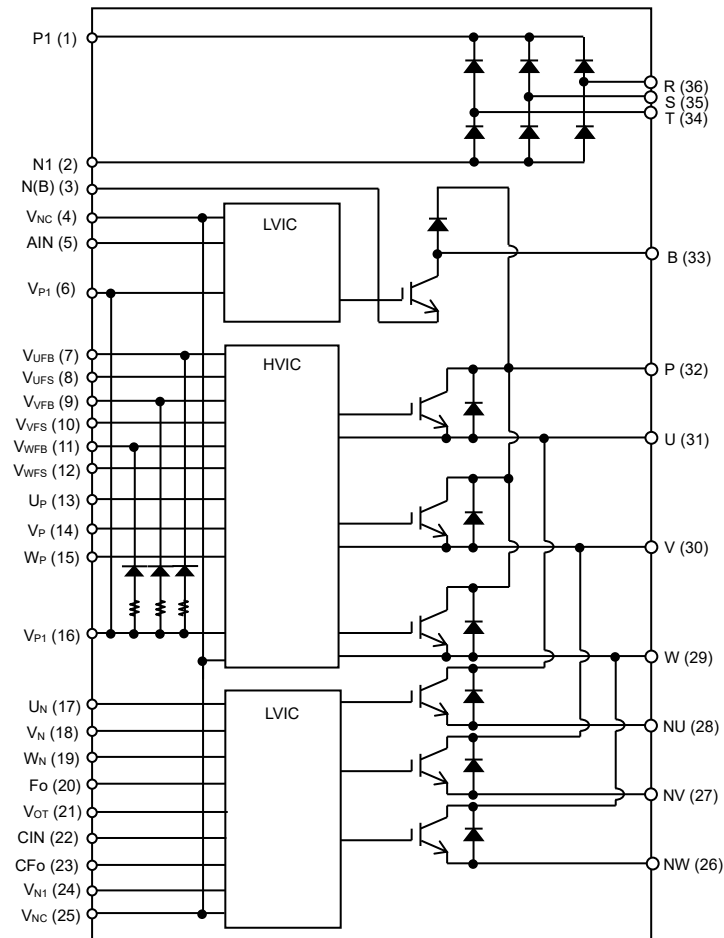 P1 (1)
N1 (2)
N(B) (3)
VNC (4)
AIN (5)
VP1 (6)
VUFB (7)
VUFS (8)
VVFB (9)
VVFS (10)
VWFB (11)
VWFS (12)
UP (13)
VP (14)
WP (15)
VP1 (16)
UN (17)
VN (18)
WN (19)
Fo (20)
VOT (21)
CIN (22)
CFo (23)
VN1 (24)
VNC (25)
LVIC
HVIC
LVIC
R (36)
S (35)
T (34)
B (33)
P (32)
U (31)
V (30)
W (29)
NU (28)
NV (27)
NW (26)